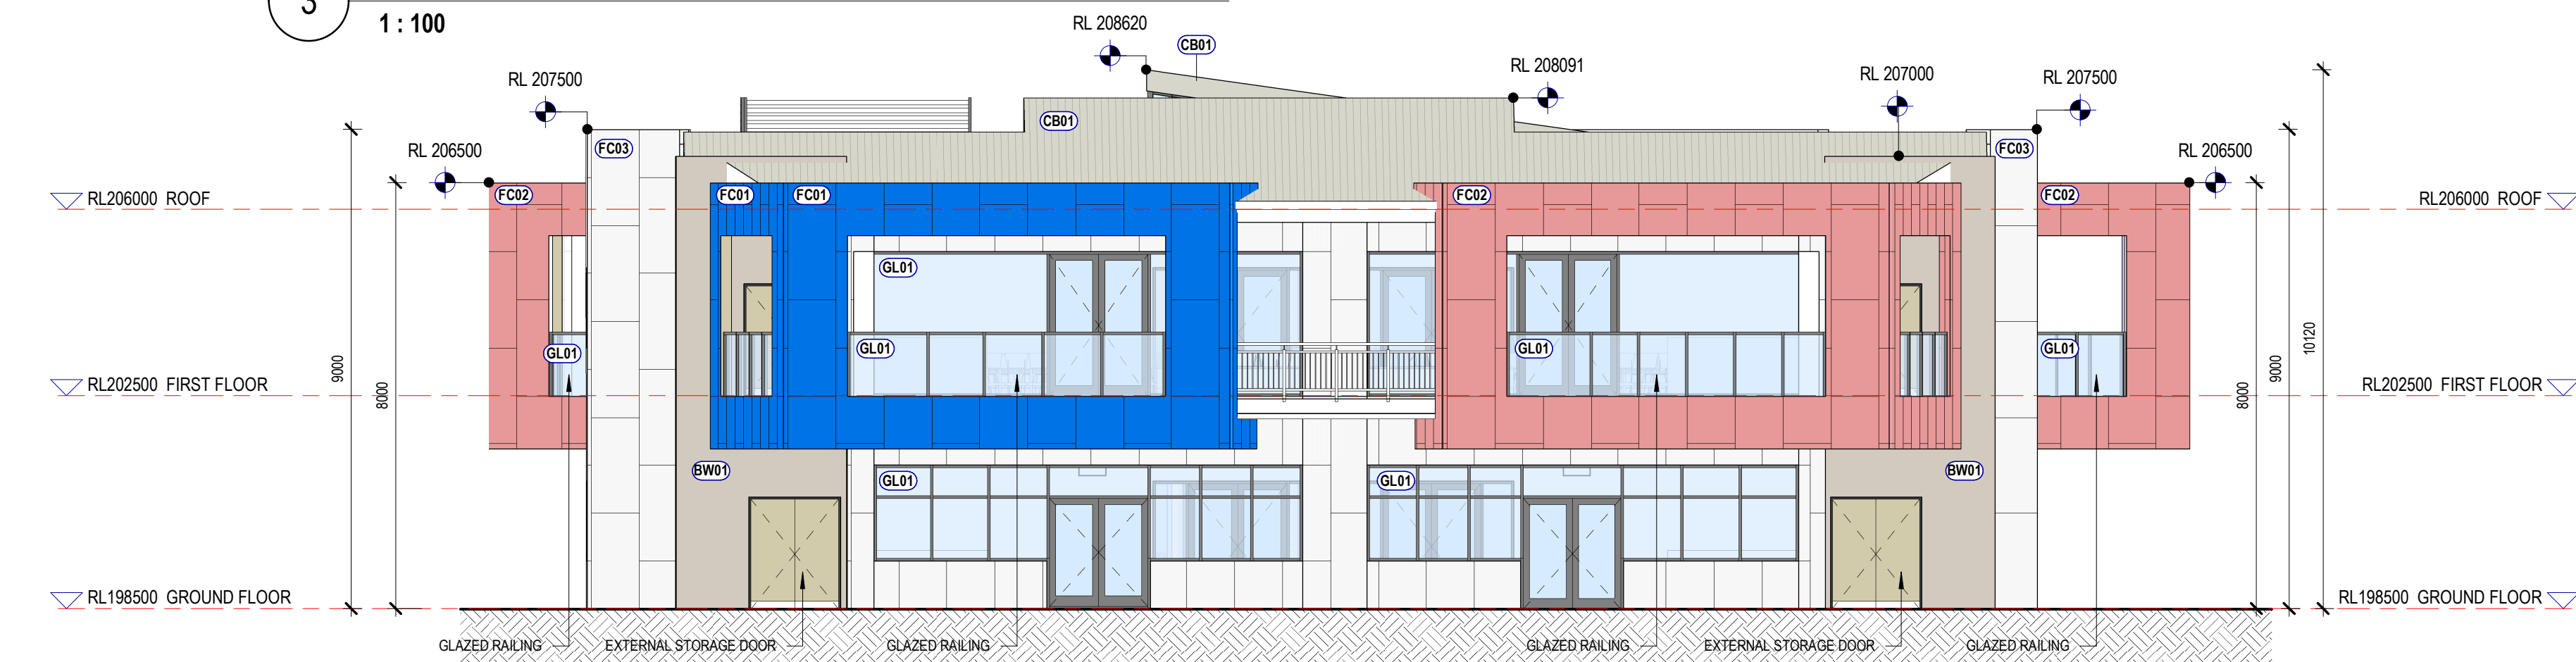 3
1 : 100
RL 208620
CB01
RL 207500
RL 208091
RL 207000
RL 207500
RL 206500
FC03
CB01
FC03
RL 206500
FC02
FC01
FC01
FC02
FC02
RL206000 ROOF
RL206000 ROOF
GL01
GL01
GL01
GL01
GL01
9000
8000
10120
9000
8000
RL202500 FIRST FLOOR
RL202500 FIRST FLOOR
BW01
GL01
GL01
BW01
RL198500 GROUND FLOOR
RL198500 GROUND FLOOR
GLAZED RAILING
EXTERNAL STORAGE DOOR
GLAZED RAILING
GLAZED RAILING
EXTERNAL STORAGE DOOR
GLAZED RAILING